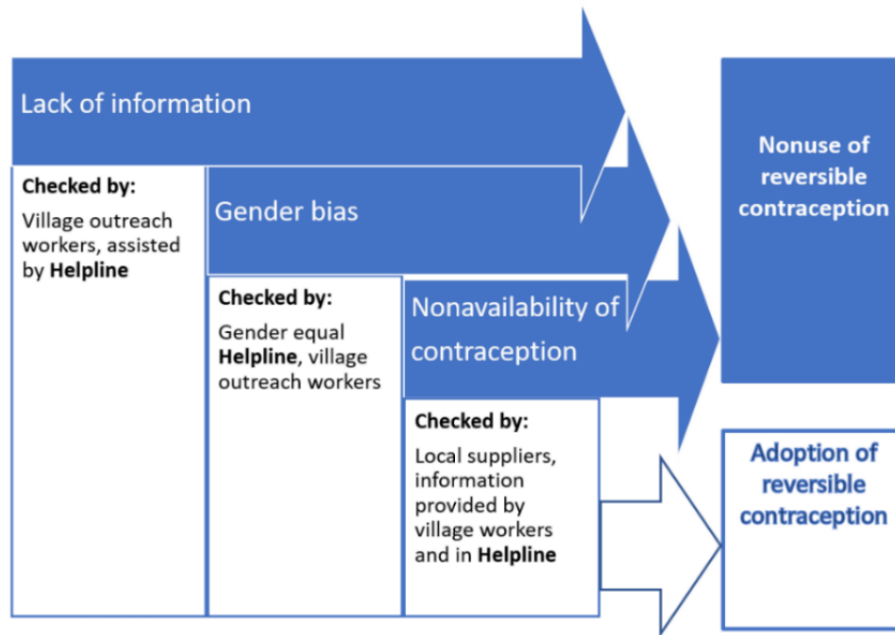 Lack of information
Checked by:
Village outreach
workers, assisted
by Helpline
Gender bias
Checked by:
Gender equal
Helpline, village
outreach workers
Nonavailability of
contraception
Checked by:
Local suppliers,
information
provided by
village workers
and in Helpline
Nonuse of
reversible
contraception
Adoption of
reversible
contraception